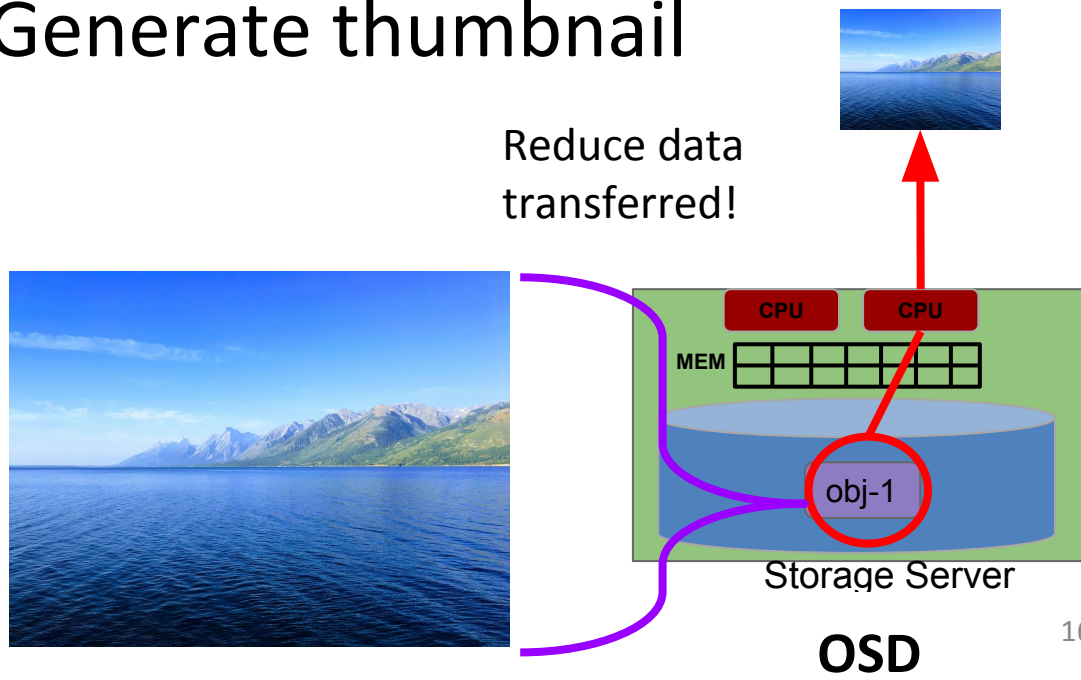 Generate thumbnail
Reduce data
transferred!
CPU
CPU
MEM
obj-1
Storage Server
OSD